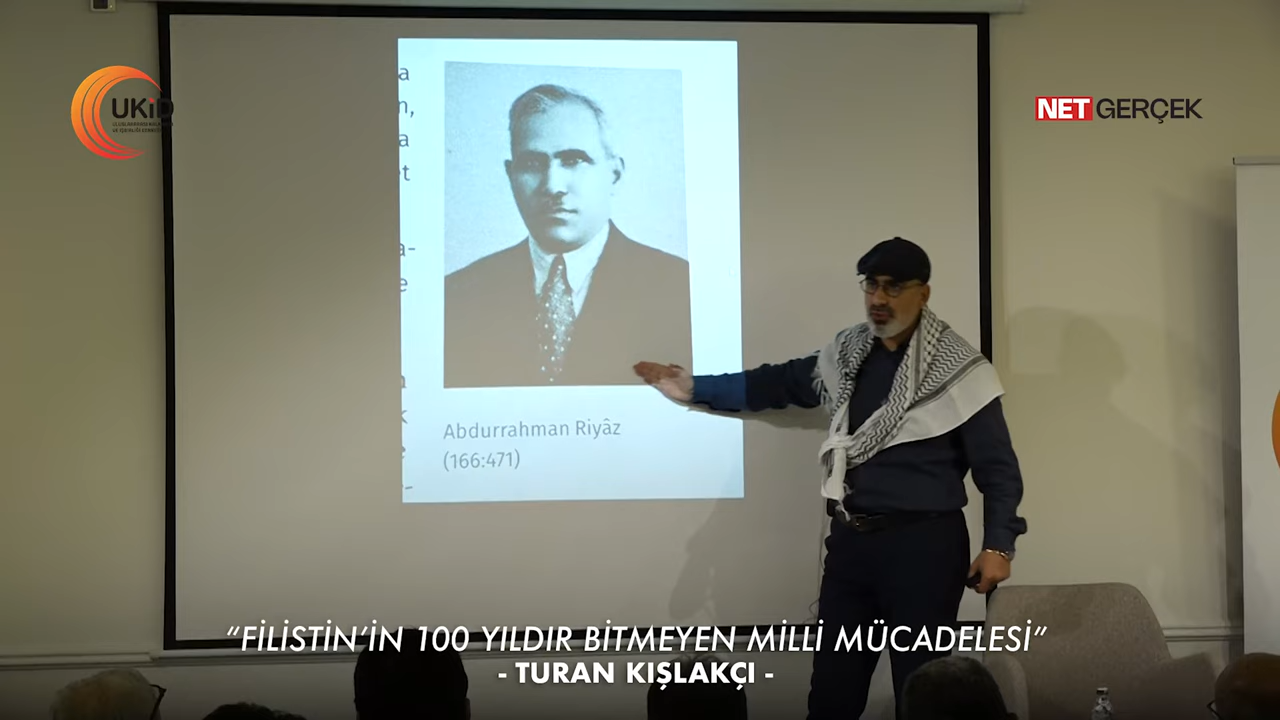 UKİD
NET GERÇEK
a
n,
a
et
a-
e
Abdurrahman Riyâz
(166:471)
“FİLİSTİN’İN 100 YILDIR BİTMEYEN MİLLİ MÜCADELESİ”
- TURAN KIŞLAKÇI -